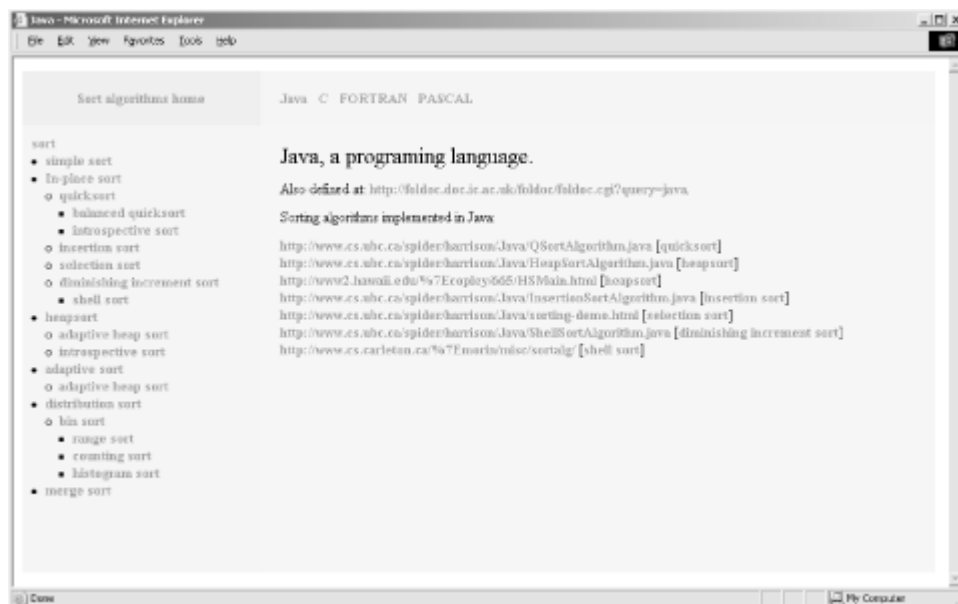 Java - Microsoft Internet Explorer
File Edit View Favorites Tools Help
Sort algorithms home
Java C FORTRAN PASCAL
sort
simple sort
In-place sort
quicksort
balanced quicksort
introspective sort
insertion sort
selection sort
diminishing increment sort
shell sort
heapsort
adaptive heap sort
introspective sort
adaptive sort
adaptive heap sort
distribution sort
bin sort
range sort
counting sort
histogram sort
merge sort
Java, a programing language.
Also defined at: http://foldoc.doc.ic.ac.uk/foldoc/foldoc.cgi?query=java.
Sorting algorithms implemented in Java:
http://www.cs.ubc.ca/spider/harrison/Java/QSortAlgorithm.java [quicksort]
http://www.cs.ubc.ca/spider/harrison/Java/HeapSortAlgorithm.java [heapsort]
http://www2.hawaii.edu/%7Ecopley/665/HSMain.html [heapsort]
http://www.cs.ubc.ca/spider/harrison/Java/InsertionSortAlgorithm.java [insertion sort]
http://www.cs.ubc.ca/spider/harrison/Java/sorting-demo.html [selection sort]
http://www.cs.ubc.ca/spider/harrison/Java/ShellSortAlgorithm.java [diminishing increment sort]
http://www.cs.carleton.ca/%7Emorin/misc/sortalg/ [shell sort]
Done
My Computer